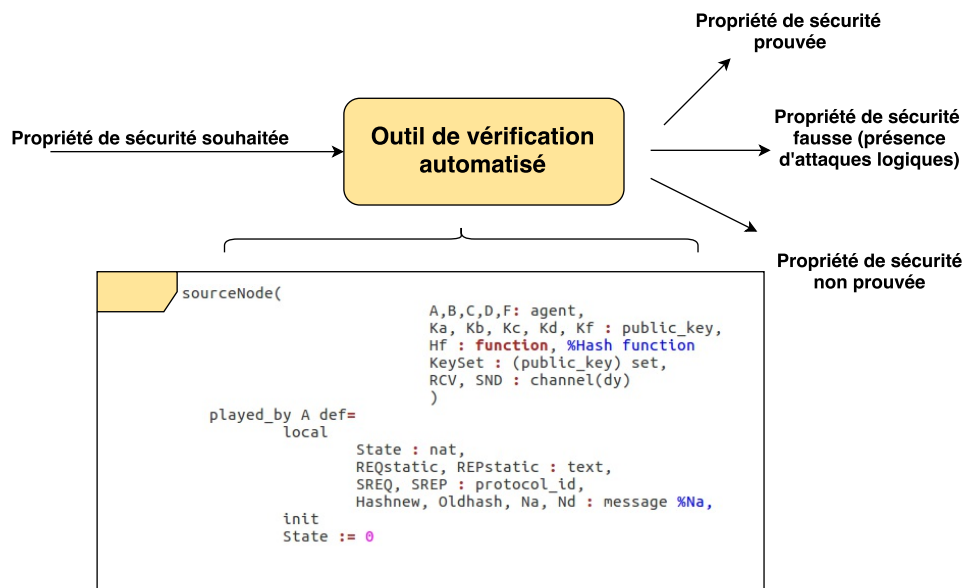 Propriété de sécurité
prouvée
Propriété de sécurité souhaitée
Outil de vérification
automatisé
Propriété de sécurité
fausse (présence
d'attaques logiques)
Propriété de sécurité
non prouvée
sourceNode(
A,B,C,D,F: agent,
Ka, Kb, Kc, Kd, Kf : public_key,
Hf : function, %Hash function
KeySet : (public_key) set,
RCV, SND : channel(dy)
)
played_by A def=
local
State : nat,
REQstatic, REPstatic : text,
SREQ, SREP : protocol_id,
Hashnew, Oldhash, Na, Nd : message %Na,
init
State := 0